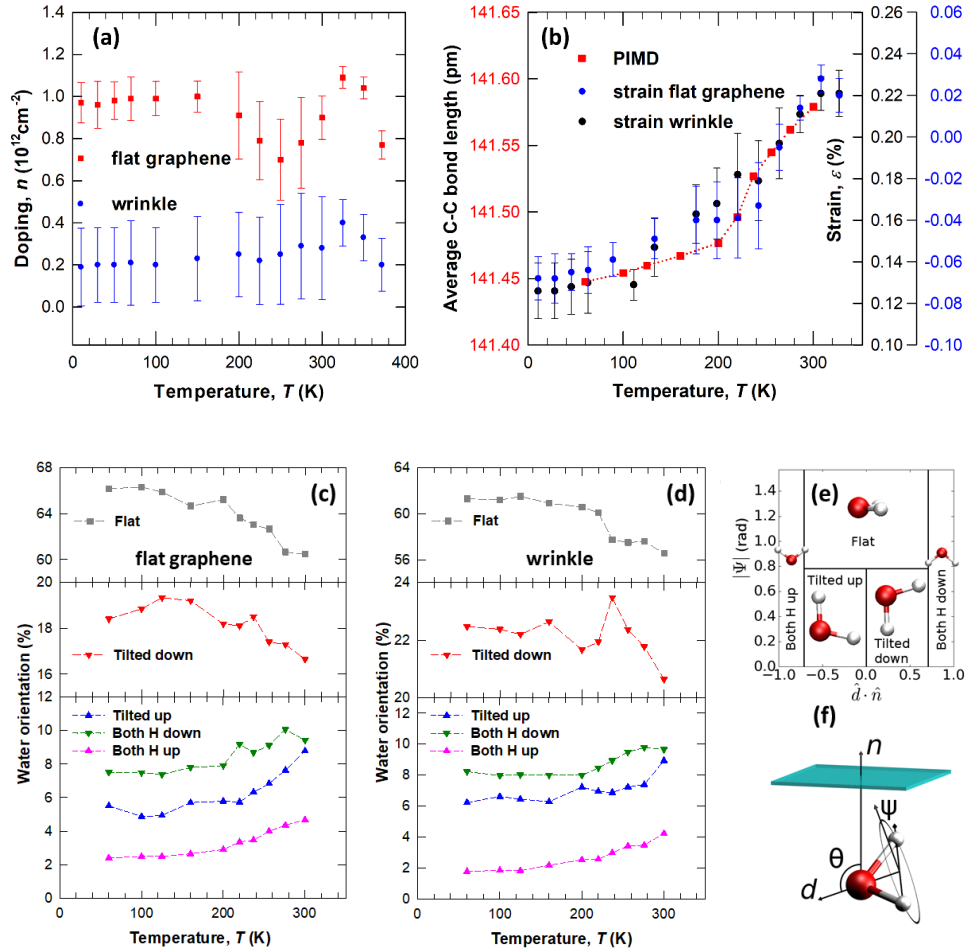 (a)
Doping, n (10¹²cm⁻²)
1.4
1.2
1.0
0.8
0.6
0.4
0.2
0.0
flat graphene
wrinkle
0 50 100 150 200 250 300 350 400
Temperature, T (K)
(b)
Average C-C bond length (pm)
141.65
141.60
141.55
141.50
141.45
141.40
PIMD
strain flat graphene
strain wrinkle
0 50 100 150 200 250 300
Temperature, T (K)
Strain, ε (%)
0.26
0.24
0.22
0.20
0.18
0.16
0.14
0.12
0.10
0.06
0.04
0.02
0.00
-0.02
-0.04
-0.06
-0.08
-0.10
(c)
Water orientation (%)
68
64
60
Flat
flat graphene
20
18
16
Tilted down
12
10
8
6
4
2
0
Tilted up
Both H down
Both H up
0 100 200 300
Temperature, T (K)
(d)
Water orientation (%)
64
60
56
Flat
wrinkle
24
22
20
Tilted down
12
10
8
6
4
2
0
Tilted up
Both H down
Both H up
0 100 200 300
Temperature, T (K)
(e)
|Ψ| (rad)
1.4
1.2
1.0
0.8
0.6
0.4
0.2
0.0
Flat
Both H up
Tilted up
Tilted
down
Both H down
−1.0 −0.5 0.0 0.5 1.0
d̂ · n̂
(f)
n
Ψ
θ
d